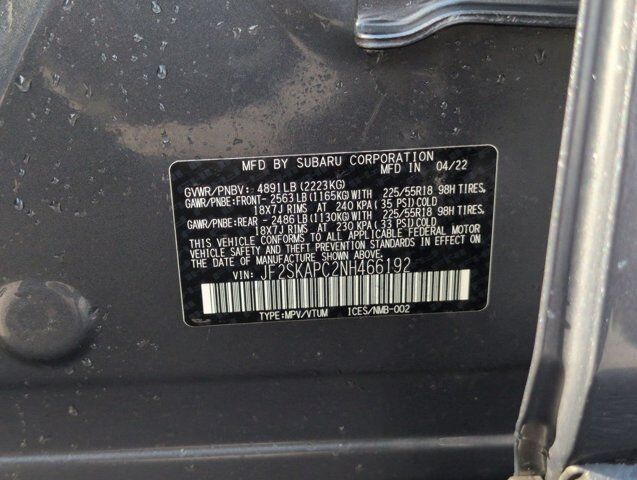 MFD BY SUBARU CORPORATION
MFD IN 04/22
GVWR/PNBV: 4891LB(2223KG)
GAWR/PNBE:FRONT- 2563LB(1165KG)WITH 225/55R18 98H TIRES,
18X7J RIMS AT 240 KPA(35 PSI)COLD
GAWR/PNBE:REAR - 2486LB(1130KG)WITH 225/55R18 98H TIRES,
18X7J RIMS AT 230 KPA(33 PSI)COLD
THIS VEHICLE CONFORMS TO ALL APPLICABLE FEDERAL MOTOR
VEHICLE SAFETY AND THEFT PREVENTION STANDARDS IN EFFECT ON
THE DATE OF MANUFACTURE SHOWN ABOVE.
VIN: JF2SKAPC2NH466192
TYPE:MPV/VTUM ICES/NMB-002